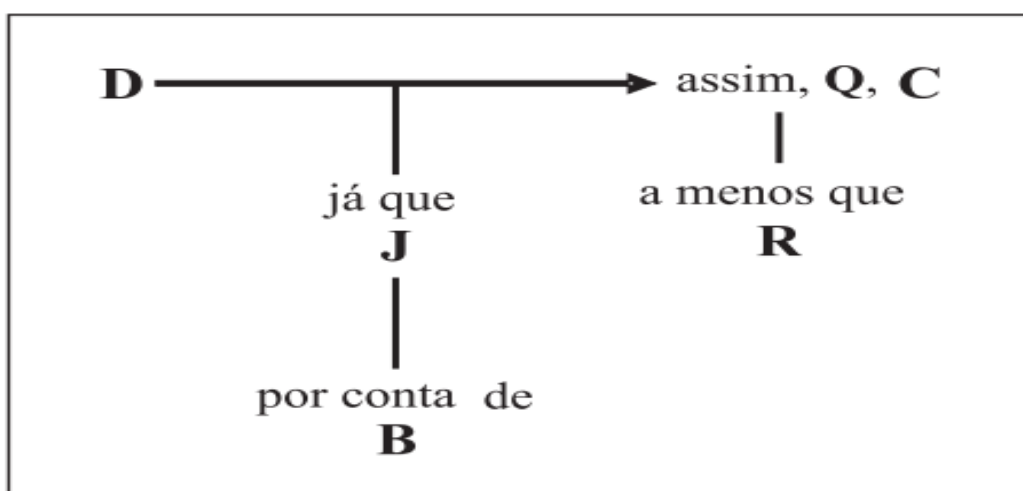 D assim, Q, C
já que
a menos que
J
R
por conta de
B